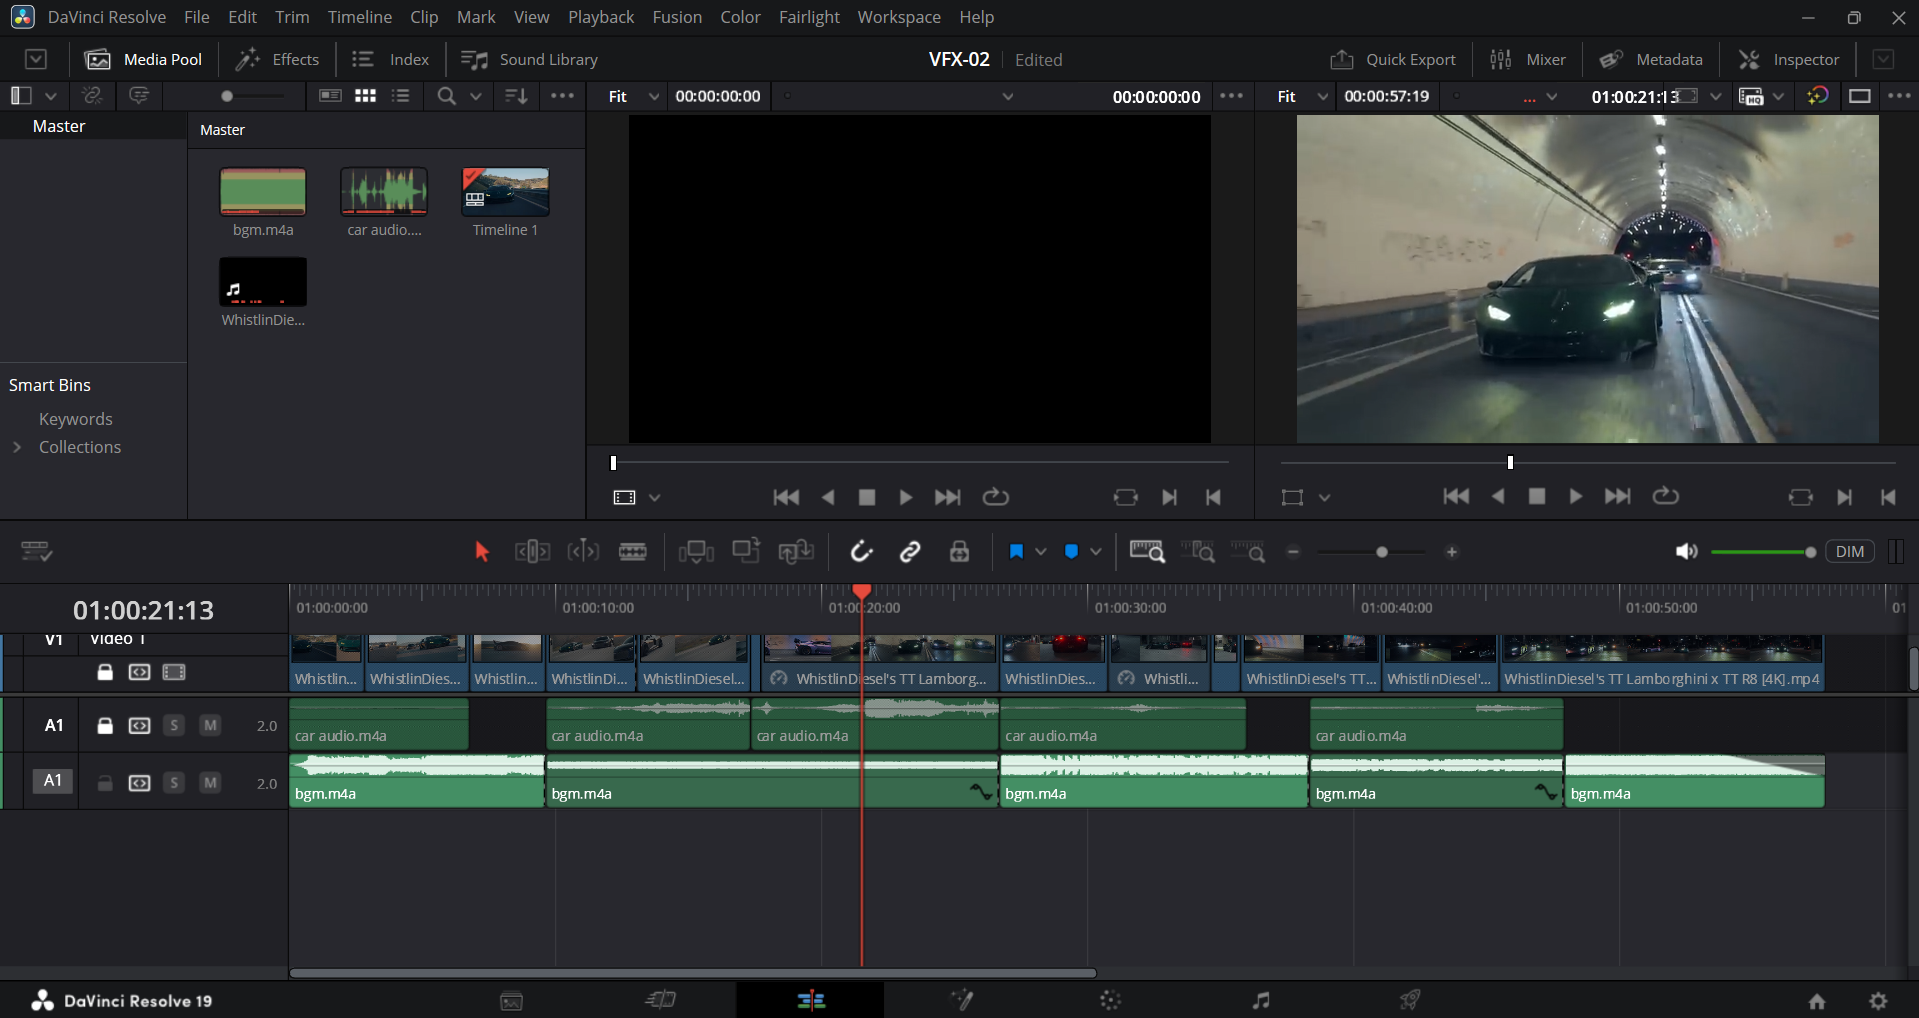 DaVinci Resolve File Edit Trim Timeline Clip Mark View Playback Fusion Color Fairlight Workspace Help
Media Pool Effects Index Sound Library VFX-02 Edited Quick Export Mixer Metadata Inspector
Fit 00:00:00:00 00:00:00:00 Fit 00:00:57:19 ... 01:00:21:13 HQ
Master
Master
bgm.m4a car audio.... Timeline 1
WhistlinDie...
Smart Bins
Keywords
Collections
DIM
01:00:21:13
01:00:00:00 01:00:10:00 01:00:20:00 01:00:30:00 01:00:40:00 01:00:50:00 01
V1 Video 1
Whistlin... WhistlinDies... Whistlin... WhistlinDi... WhistlinDiesel... WhistlinDiesel's TT Lamborg... WhistlinDies... Whistli... WhistlinDiesel's TT... WhistlinDiesel'... WhistlinDiesel's TT Lamborghini x TT R8 [4K].mp4
A1 S M 2.0
car audio.m4a car audio.m4a car audio.m4a car audio.m4a car audio.m4a
A1 S M 2.0
bgm.m4a bgm.m4a bgm.m4a bgm.m4a bgm.m4a
DaVinci Resolve 19